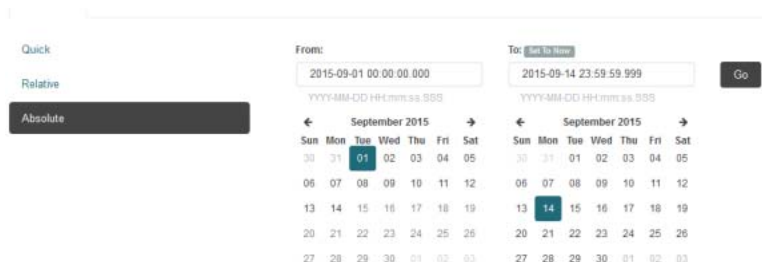 Quick
Relative
Absolute
From:
2015-09-01 00:00:00.000
YYYY-MM-DD HH:mm:ss.SSS
← September 2015 →
Sun Mon Tue Wed Thu Fri Sat
30 31 01 02 03 04 05
06 07 08 09 10 11 12
13 14 15 16 17 18 19
20 21 22 23 24 25 26
27 28 29 30 01 02 03
To: Set To Now
2015-09-14 23:59:59.999
YYYY-MM-DD HH:mm:ss.SSS
← September 2015 →
Sun Mon Tue Wed Thu Fri Sat
30 31 01 02 03 04 05
06 07 08 09 10 11 12
13 14 15 16 17 18 19
20 21 22 23 24 25 26
27 28 29 30 01 02 03
Go